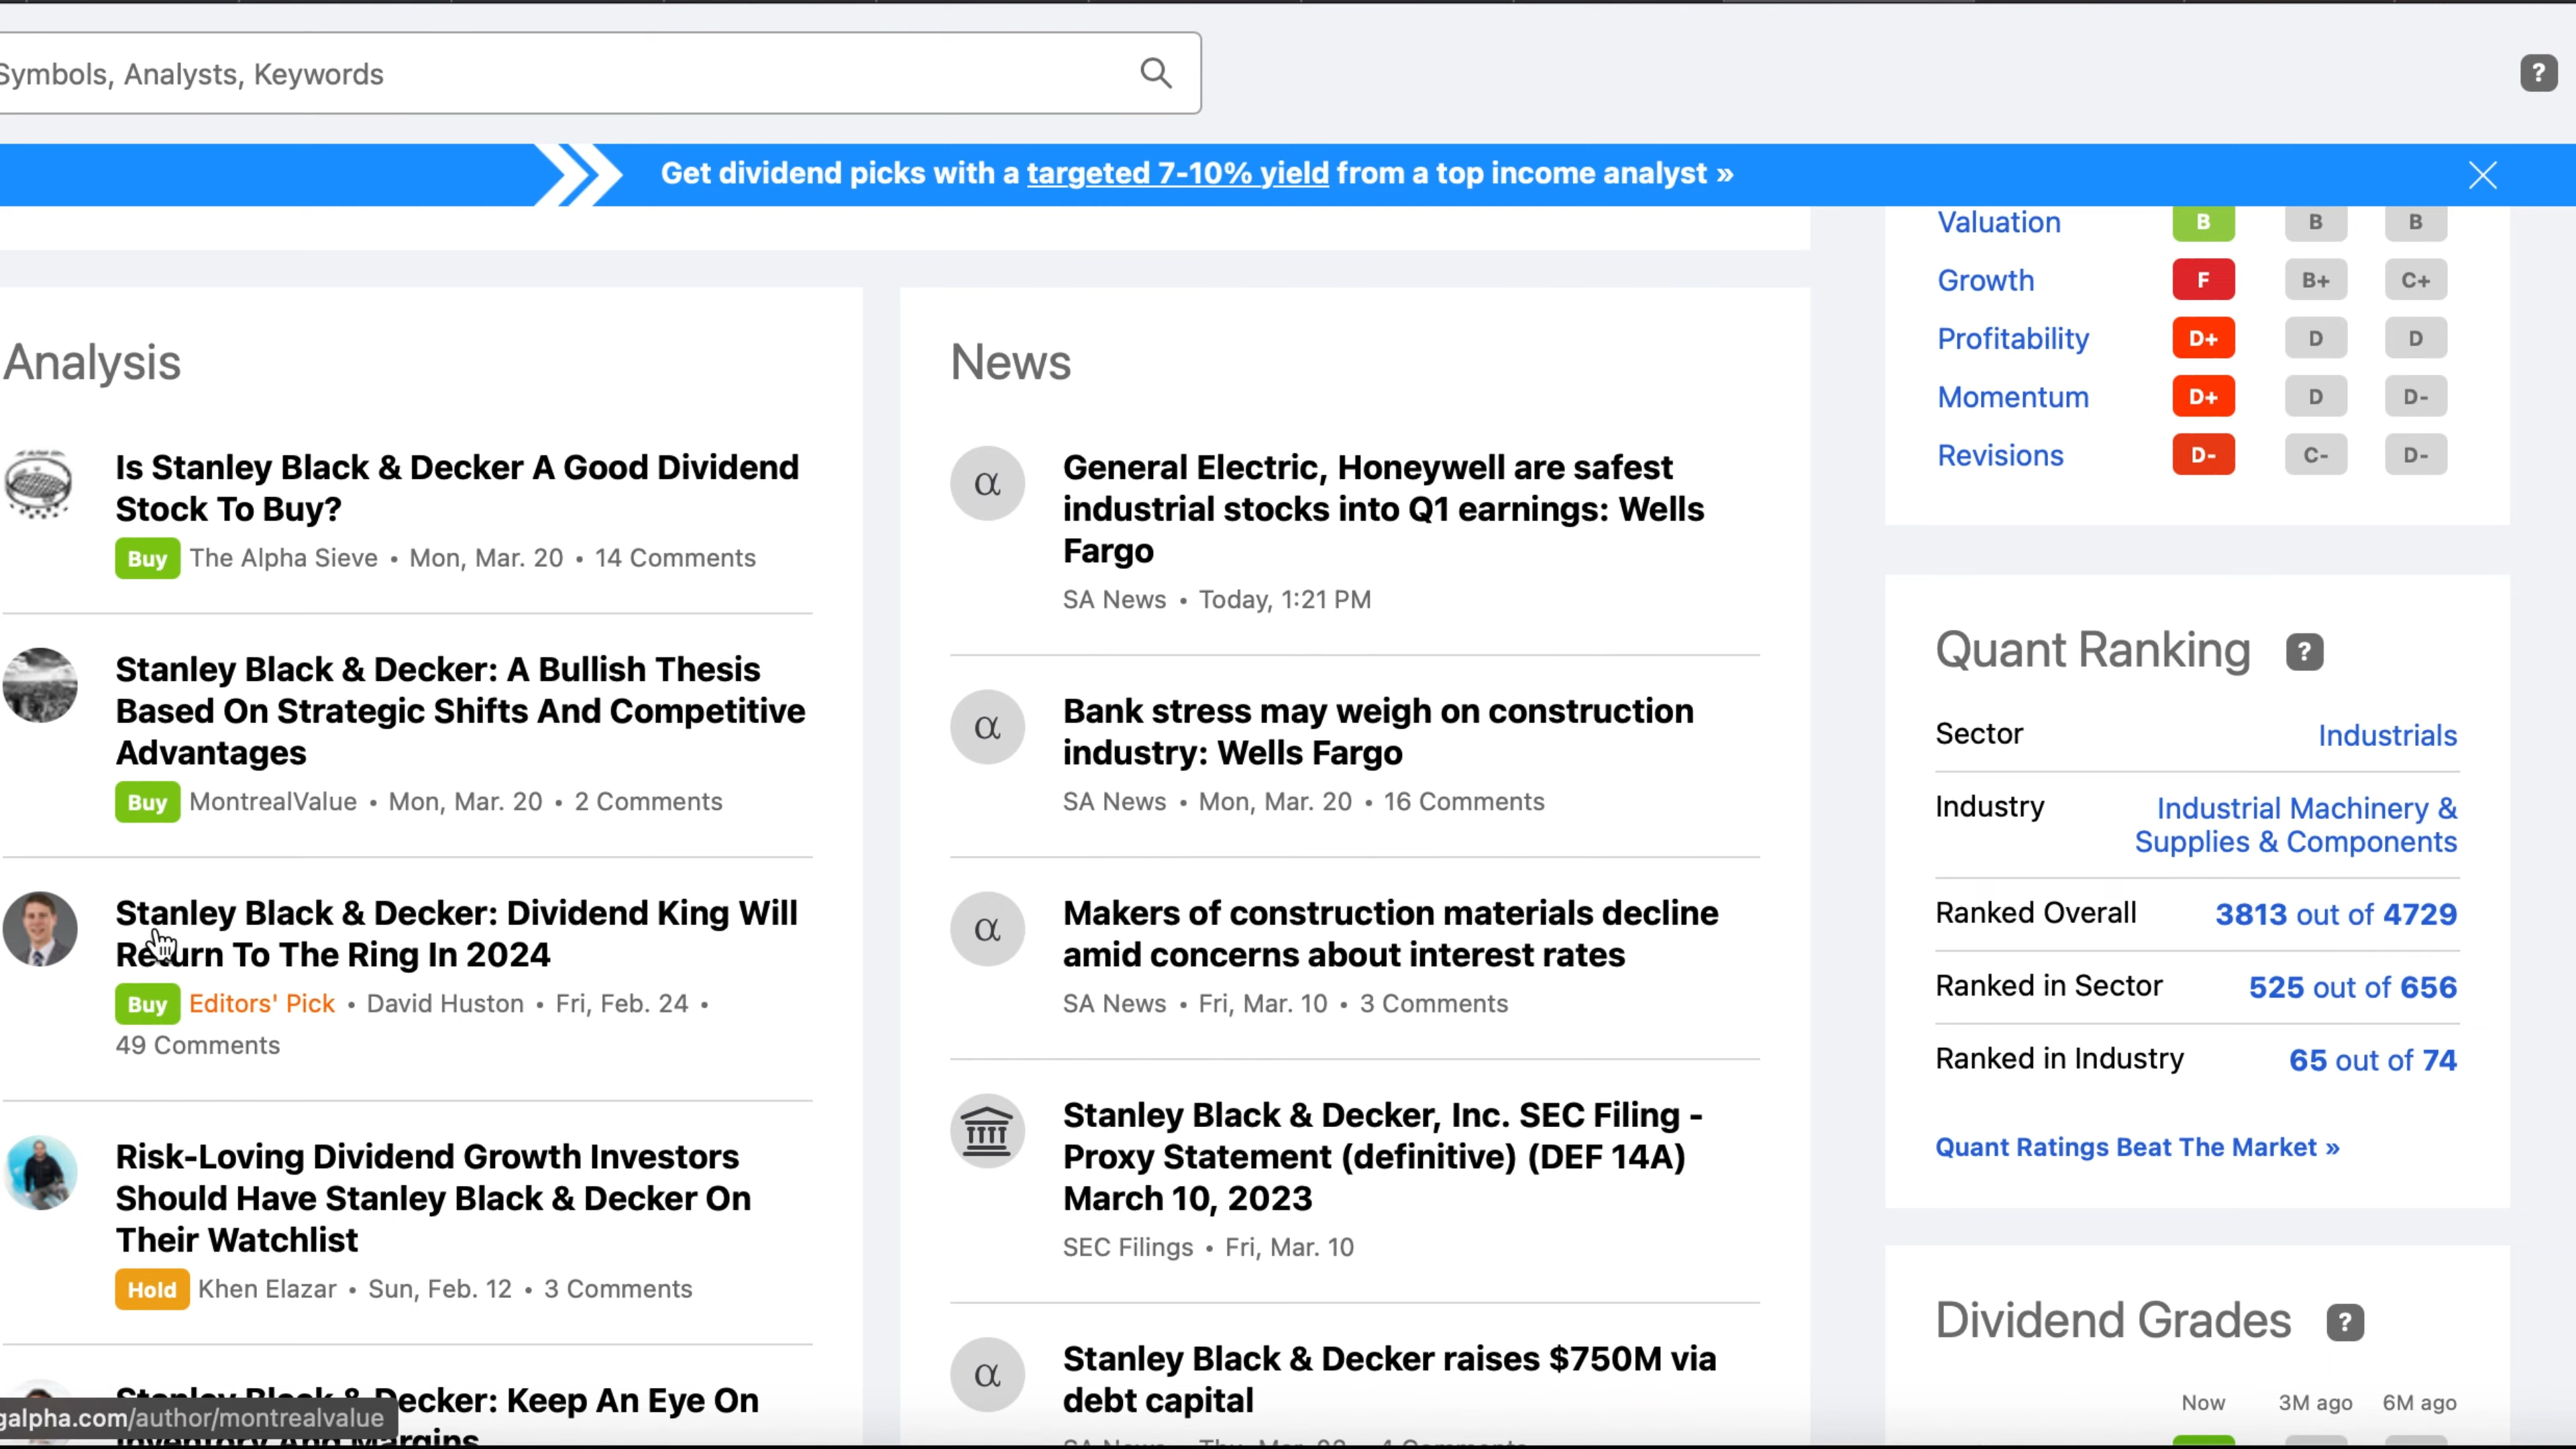 Symbols, Analysts, Keywords
?
Get dividend picks with a targeted 7-10% yield from a top income analyst »
Analysis
Is Stanley Black & Decker A Good Dividend
Stock To Buy?
Buy The Alpha Sieve • Mon, Mar. 20 • 14 Comments
Stanley Black & Decker: A Bullish Thesis
Based On Strategic Shifts And Competitive
Advantages
Buy MontrealValue • Mon, Mar. 20 • 2 Comments
Stanley Black & Decker: Dividend King Will
Return To The Ring In 2024
Buy Editors' Pick • David Huston • Fri, Feb. 24 •
49 Comments
Risk-Loving Dividend Growth Investors
Should Have Stanley Black & Decker On
Their Watchlist
Hold Khen Elazar • Sun, Feb. 12 • 3 Comments
Stanley Black & Decker: Keep An Eye On
Inventory And Margins
galpha.com/author/montrealvalue
News
α
General Electric, Honeywell are safest
industrial stocks into Q1 earnings: Wells
Fargo
SA News • Today, 1:21 PM
α
Bank stress may weigh on construction
industry: Wells Fargo
SA News • Mon, Mar. 20 • 16 Comments
α
Makers of construction materials decline
amid concerns about interest rates
SA News • Fri, Mar. 10 • 3 Comments
Stanley Black & Decker, Inc. SEC Filing -
Proxy Statement (definitive) (DEF 14A)
March 10, 2023
SEC Filings • Fri, Mar. 10
α
Stanley Black & Decker raises $750M via
debt capital
Valuation B B B
Growth F B+ C+
Profitability D+ D D
Momentum D+ D D-
Revisions D- C- D-
Quant Ranking ?
Sector Industrials
Industry Industrial Machinery &
Supplies & Components
Ranked Overall 3813 out of 4729
Ranked in Sector 525 out of 656
Ranked in Industry 65 out of 74
Quant Ratings Beat The Market »
Dividend Grades ?
Now 3M ago 6M ago